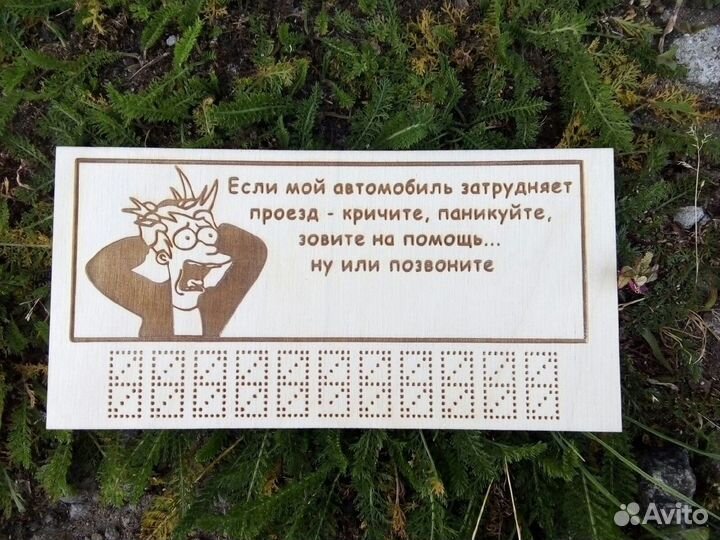 Если мой автомобиль затрудняет
проезд - кричите, паникуйте,
зовите на помощь...
ну или позвоните
Avito